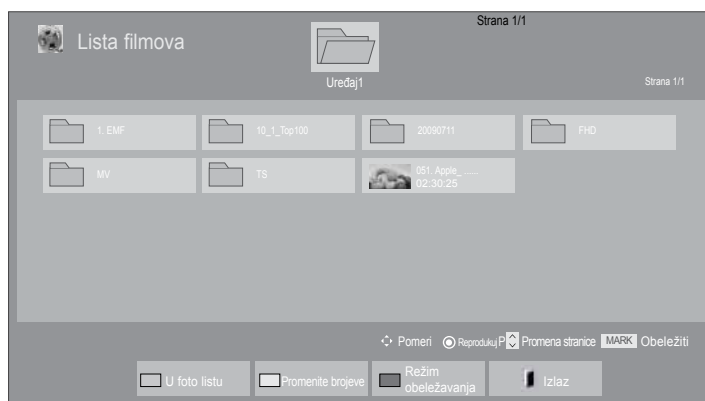 Strana 1/1
Lista filmova
Uređaj1
Strana 1/1
1. EMF
10_1_Top100
20090711
FHD
MV
TS
051. Apple_ ......
02:30:25
Pomeri Reprodukuj P Promena stranice MARK Obeležiti
U foto listu
Promenite brojeve
Režim
obeležavanja
Izlaz